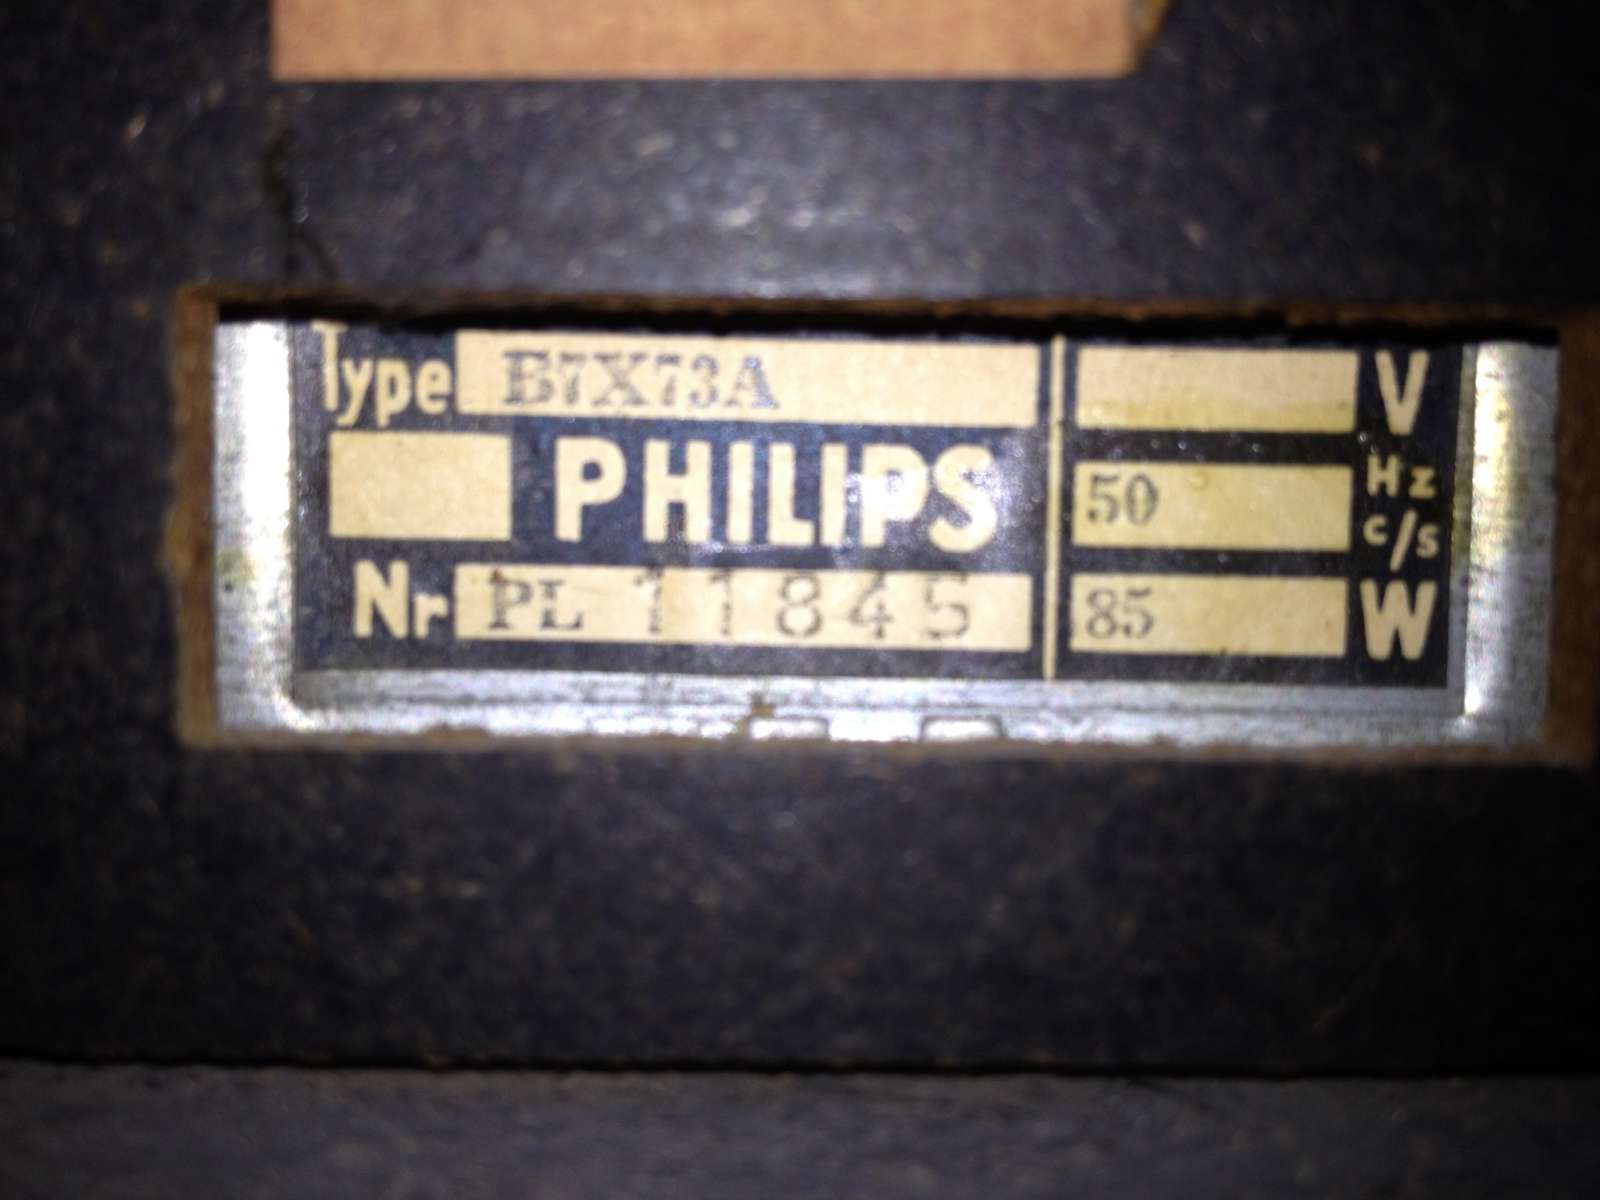 Type B7X73A V
PHILIPS 50 Hz c/s
Nr PL 11845 85 W